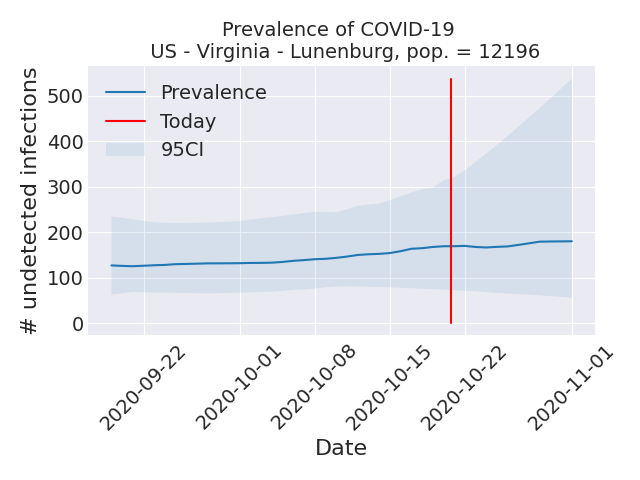 Prevalence of COVID-19
US - Virginia - Lunenburg, pop. = 12196
# undetected infections
500
400
300
200
100
0
Prevalence
Today
95CI
2020-09-22
2020-10-01
2020-10-08
2020-10-15
2020-10-22
2020-11-01
Date